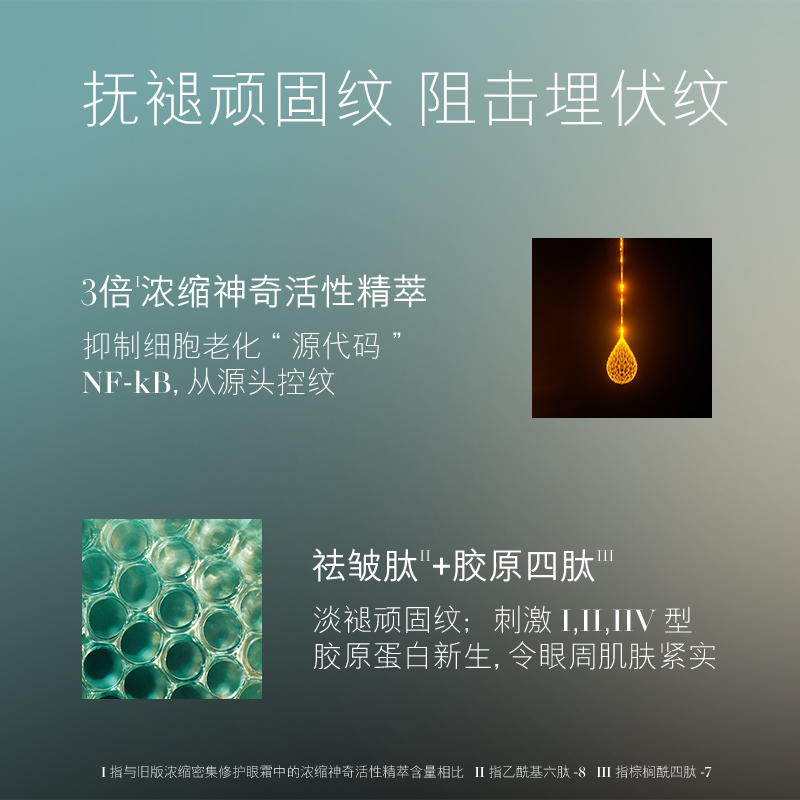 抚褪顽固纹 阻击埋伏纹
3倍I浓缩神奇活性精萃
抑制细胞老化“源代码”
NF-kB, 从源头控纹
祛皱肽II+胶原四肽III
淡褪顽固纹；刺激 I,II,IIV 型
胶原蛋白新生, 令眼周肌肤紧实
I 指与旧版浓缩密集修护眼霜中的浓缩神奇活性精萃含量相比 II 指乙酰基六肽-8 III 指棕榈酰四肽-7